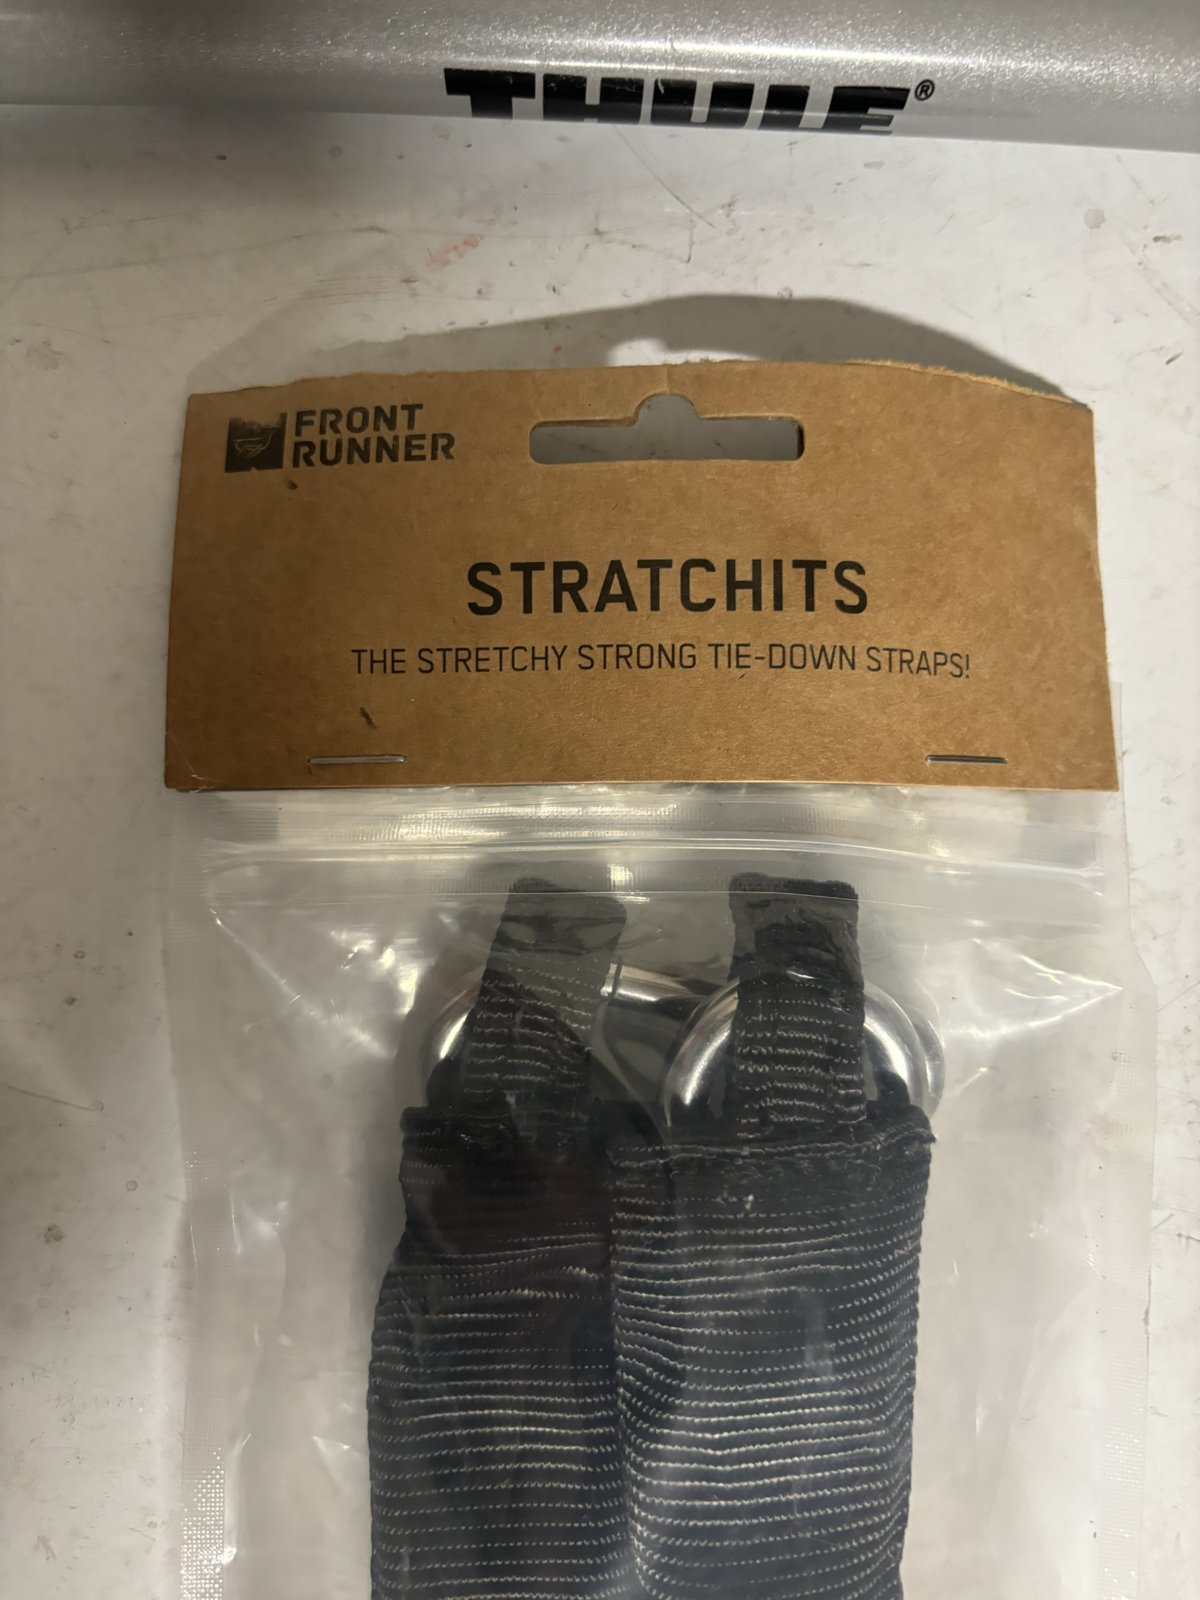 THULE®
FRONT
RUNNER
STRATCHITS
THE STRETCHY STRONG TIE-DOWN STRAPS!